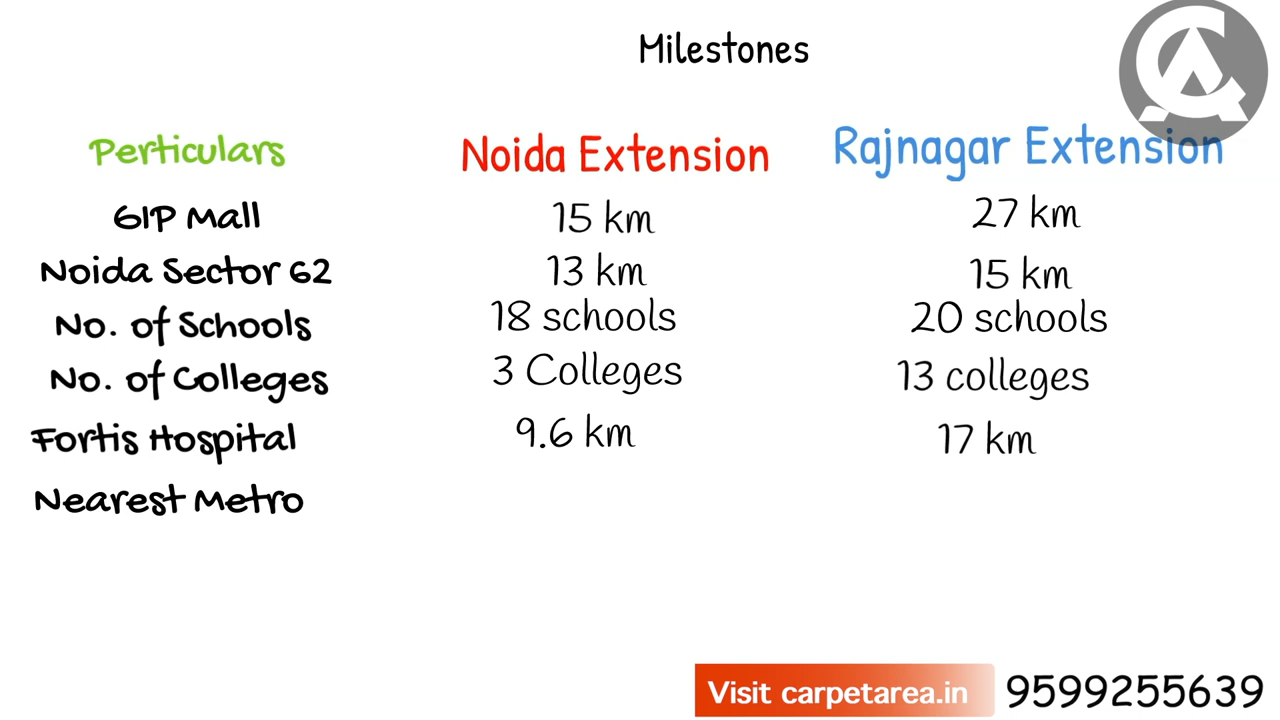 Milestones
Perticulars Noida Extension Rajnagar Extension
GIP Mall 15 km 27 km
Noida Sector 62 13 km 15 km
No. of Schools 18 schools 20 schools
No. of Colleges 3 Colleges 13 colleges
Fortis Hospital 9.6 km 17 km
Nearest Metro
Visit carpetarea.in 9599255639